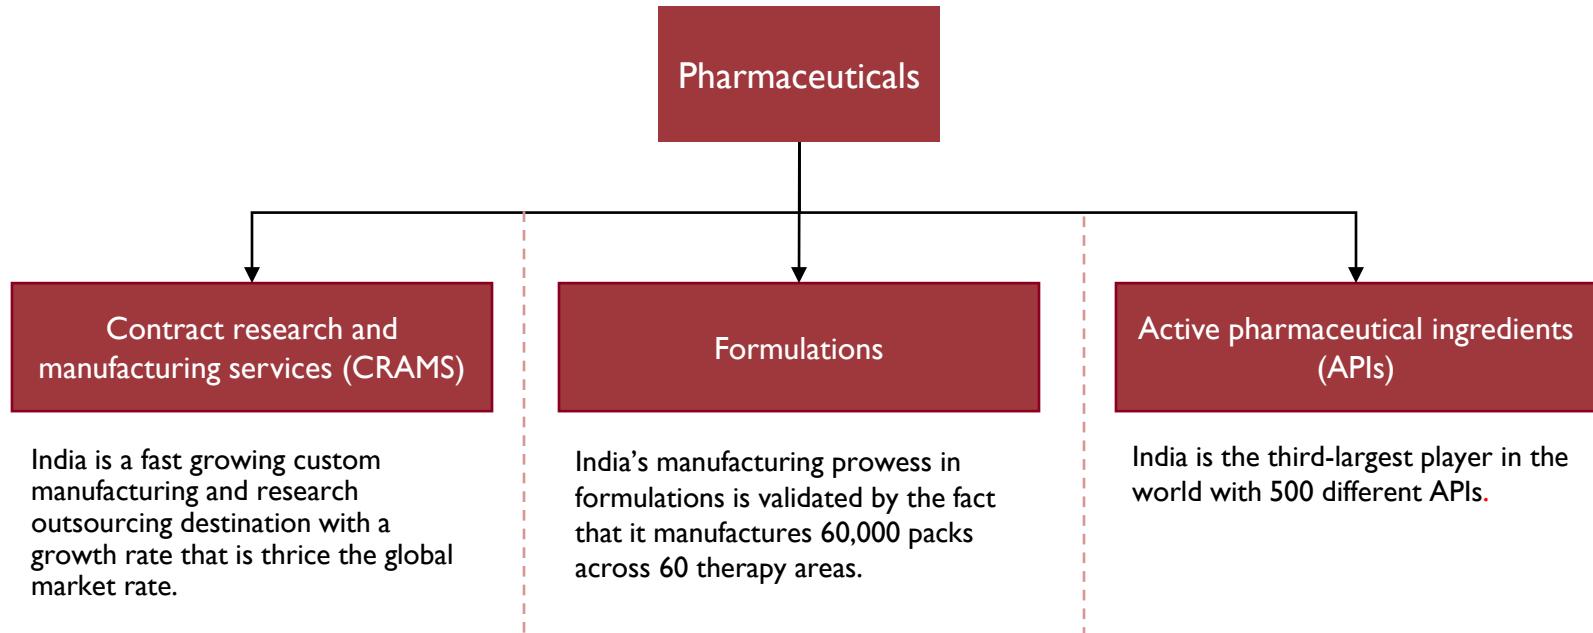 Pharmaceuticals
Contract research and
manufacturing services (CRAMS)
India is a fast growing custom
manufacturing and research
outsourcing destination with a
growth rate that is thrice the global
market rate.
Formulations
India’s manufacturing prowess in
formulations is validated by the fact
that it manufactures 60,000 packs
across 60 therapy areas.
Active pharmaceutical ingredients
(APIs)
India is the third-largest player in the
world with 500 different APIs.